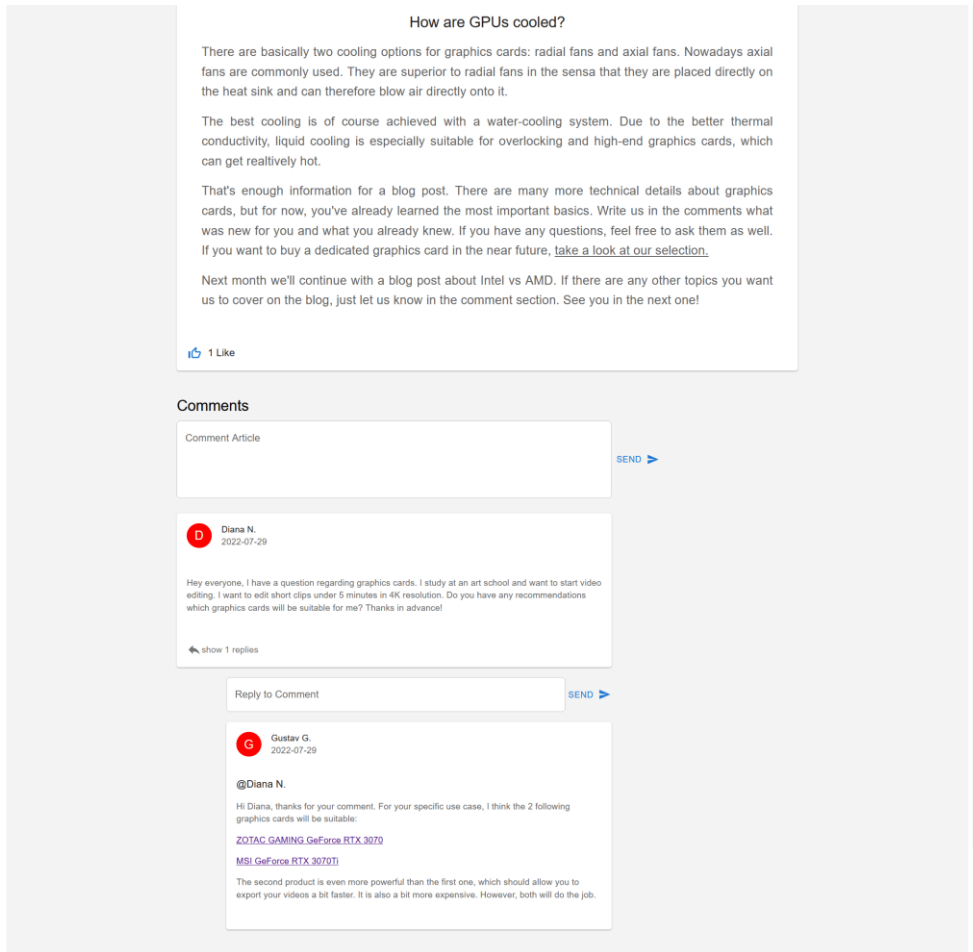 How are GPUs cooled?
There are basically two cooling options for graphics cards: radial fans and axial fans. Nowadays axial
fans are commonly used. They are superior to radial fans in the sensa that they are placed directly on
the heat sink and can therefore blow air directly onto it.
The best cooling is of course achieved with a water-cooling system. Due to the better thermal
conductivity, liquid cooling is especially suitable for overlocking and high-end graphics cards, which
can get realtively hot.
That's enough information for a blog post. There are many more technical details about graphics
cards, but for now, you've already learned the most important basics. Write us in the comments what
was new for you and what you already knew. If you have any questions, feel free to ask them as well.
If you want to buy a dedicated graphics card in the near future, take a look at our selection.
Next month we'll continue with a blog post about Intel vs AMD. If there are any other topics you want
us to cover on the blog, just let us know in the comment section. See you in the next one!
1 Like
Comments
Comment Article
SEND
D
Diana N.
2022-07-29
Hey everyone, I have a question regarding graphics cards. I study at an art school and want to start video
editing. I want to edit short clips under 5 minutes in 4K resolution. Do you have any recommendations
which graphics cards will be suitable for me? Thanks in advance!
show 1 replies
Reply to Comment
SEND
G
Gustav G.
2022-07-29
@Diana N.
Hi Diana, thanks for your comment. For your specific use case, I think the 2 following
graphics cards will be suitable:
ZOTAC GAMING GeForce RTX 3070
MSI GeForce RTX 3070Ti
The second product is even more powerful than the first one, which should allow you to
export your videos a bit faster. It is also a bit more expensive. However, both will do the job.